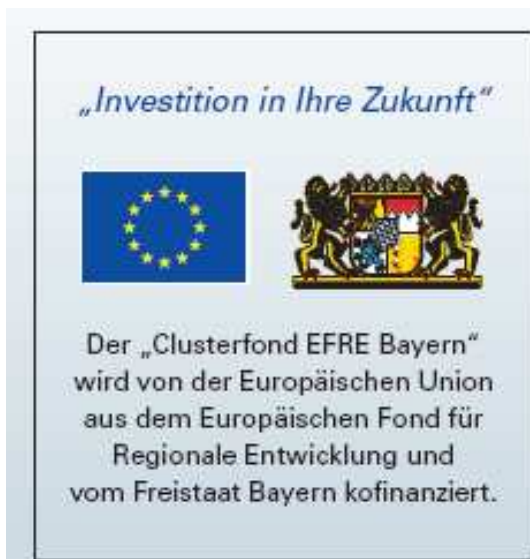 „Investition in Ihre Zukunft“
Der „Clusterfond EFRE Bayern“
wird von der Europäischen Union
aus dem Europäischen Fond für
Regionale Entwicklung und
vom Freistaat Bayern kofinanziert.